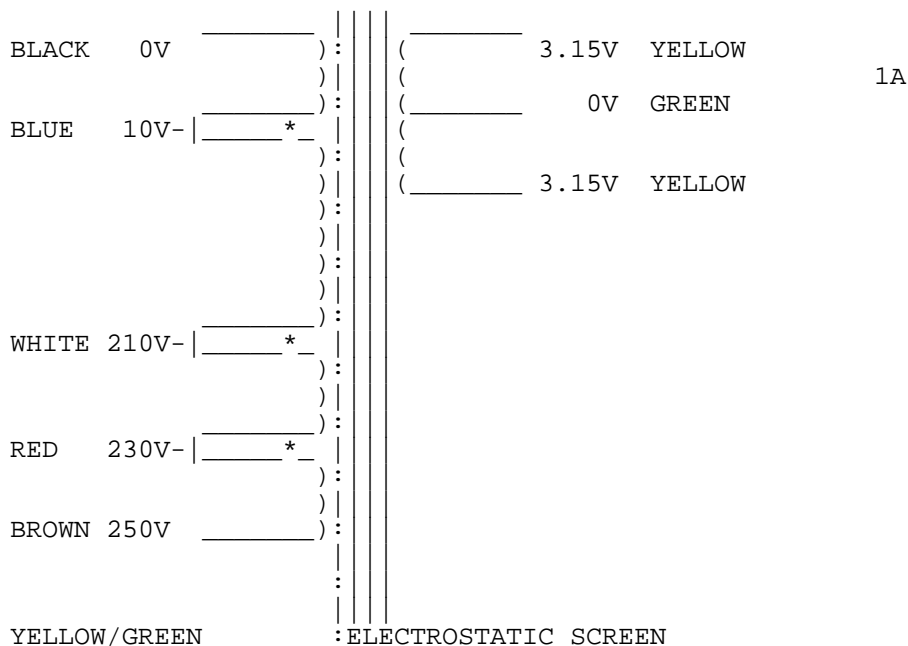 BLACK 0V 3.15V YELLOW
1A
0V GREEN
BLUE 10V
3.15V YELLOW
WHITE 210V
RED 230V
BROWN 250V
YELLOW/GREEN ELECTROSTATIC SCREEN